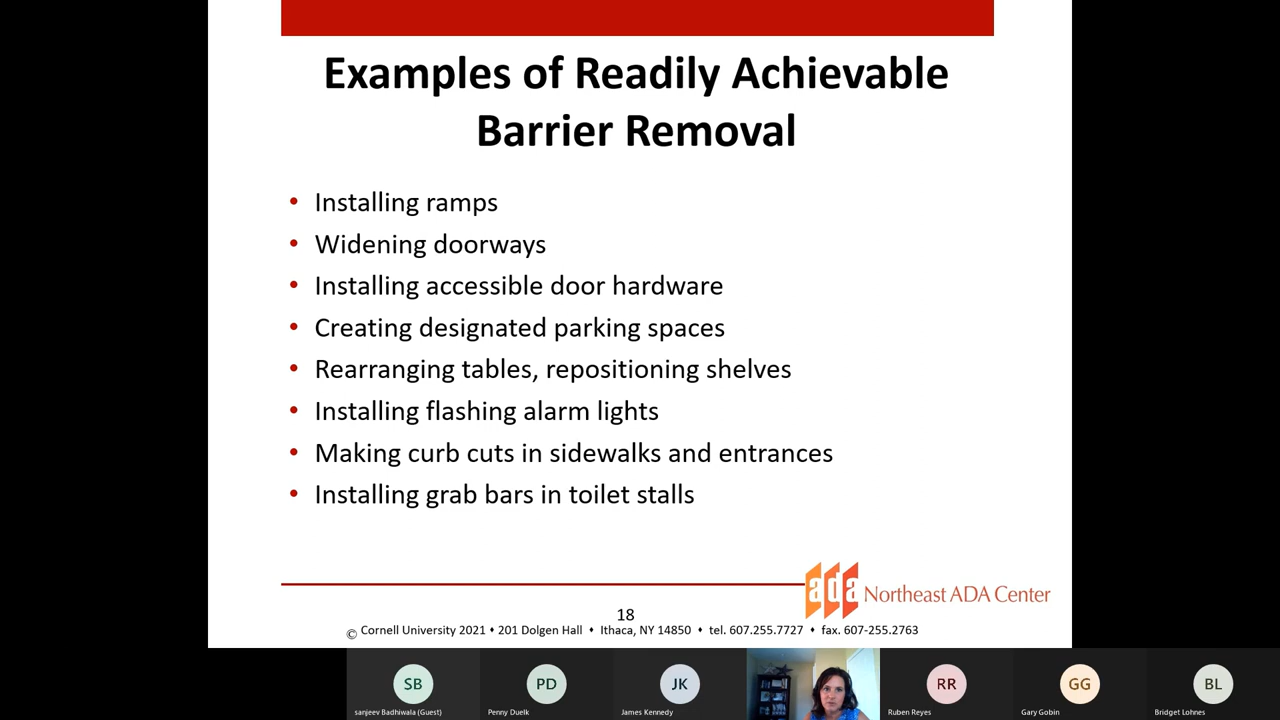 Examples of Readily Achievable
Barrier Removal
• Installing ramps
• Widening doorways
• Installing accessible door hardware
• Creating designated parking spaces
• Rearranging tables, repositioning shelves
• Installing flashing alarm lights
• Making curb cuts in sidewalks and entrances
• Installing grab bars in toilet stalls
ada Northeast ADA Center
18
© Cornell University 2021 • 201 Dolgen Hall • Ithaca, NY 14850 • tel. 607.255.7727 • fax. 607-255.2763
SB PD JK RR GG BL
sanjeev Badhiwala (Guest) Penny Duelk James Kennedy Ruben Reyes Gary Gobin Bridget Lohnes